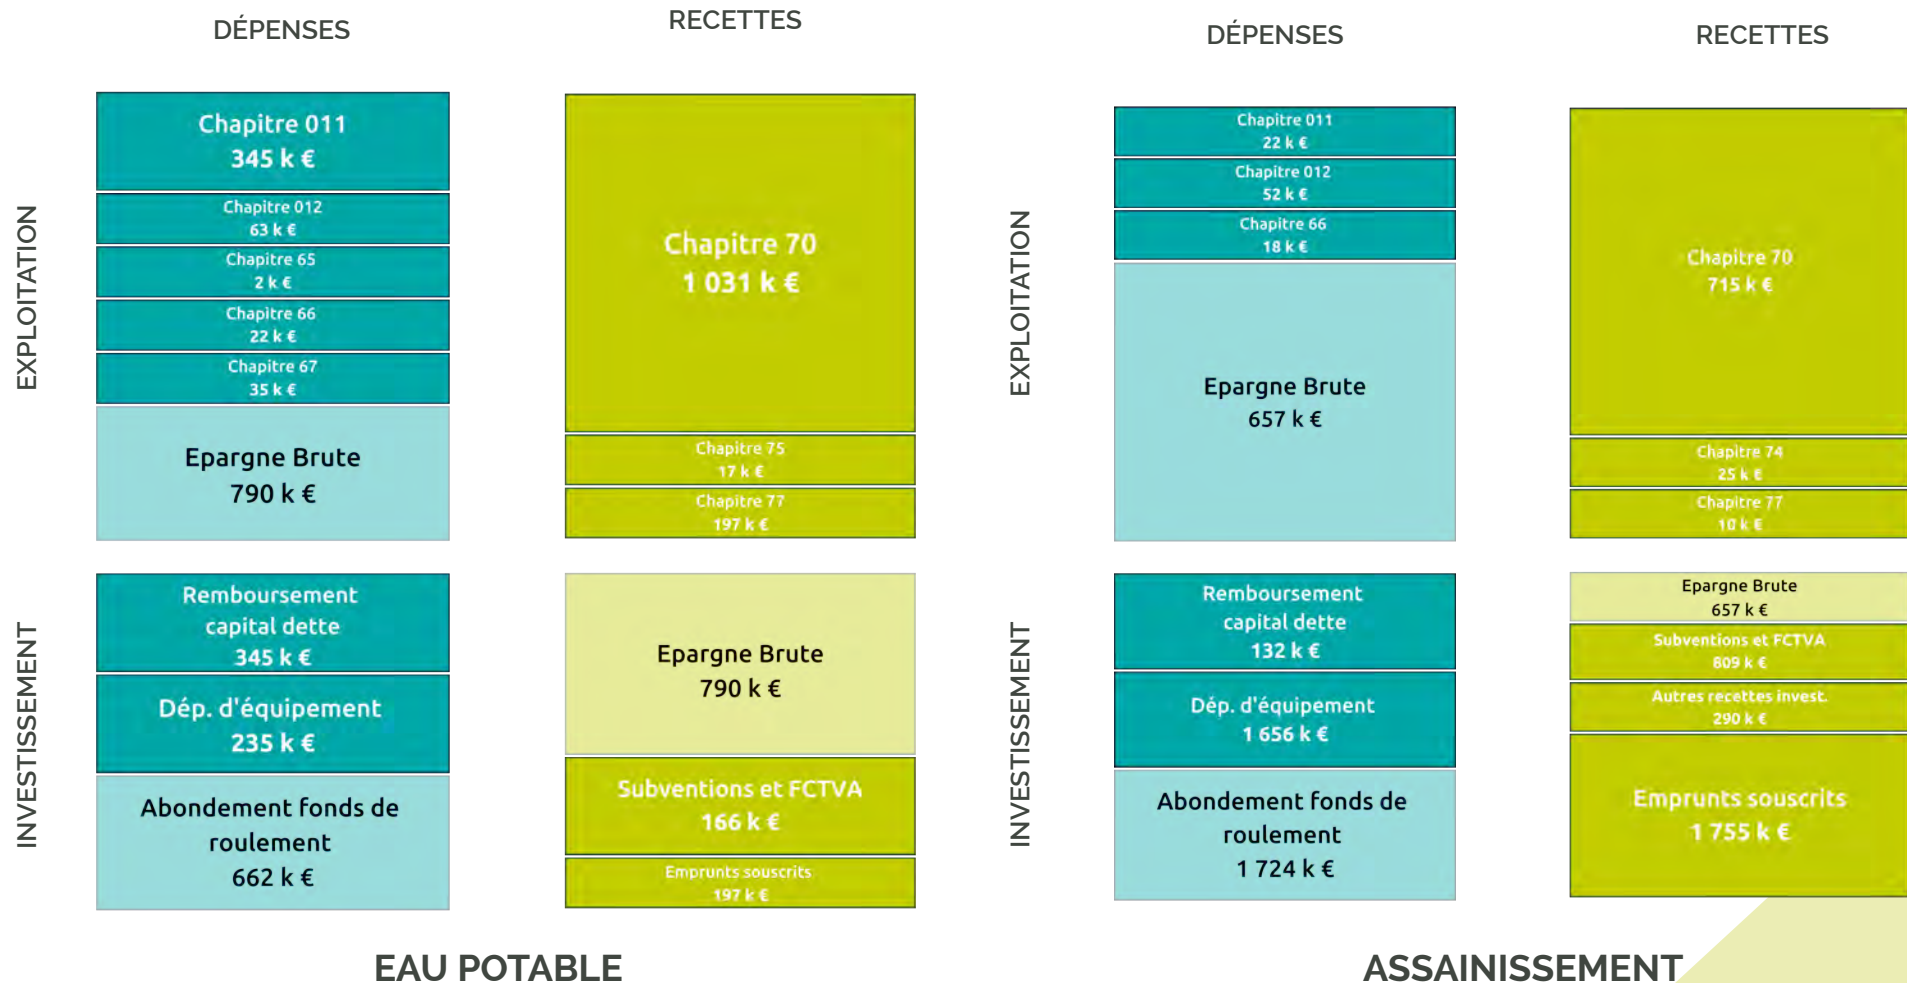 DÉPENSES
RECETTES
EXPLOITATION
Chapitre 011
345 k €
Chapitre 012
63 k €
Chapitre 65
2 k €
Chapitre 66
22 k €
Chapitre 67
35 k €
Epargne Brute
790 k €
Chapitre 70
1 031 k €
Chapitre 75
17 k €
Chapitre 77
197 k €
INVESTISSEMENT
Remboursement
capital dette
345 k €
Dép. d'équipement
235 k €
Abondement fonds de
roulement
662 k €
Epargne Brute
790 k €
Subventions et FCTVA
166 k €
Emprunts souscrits
197 k €
EAU POTABLE
DÉPENSES
RECETTES
EXPLOITATION
Chapitre 011
22 k €
Chapitre 012
52 k €
Chapitre 66
18 k €
Epargne Brute
657 k €
Chapitre 70
715 k €
Chapitre 74
25 k €
Chapitre 77
10 k €
INVESTISSEMENT
Remboursement
capital dette
132 k €
Dép. d'équipement
1 656 k €
Abondement fonds de
roulement
1 724 k €
Epargne Brute
657 k €
Subventions et FCTVA
809 k €
Autres recettes invest.
290 k €
Emprunts souscrits
1 755 k €
ASSAINISSEMENT